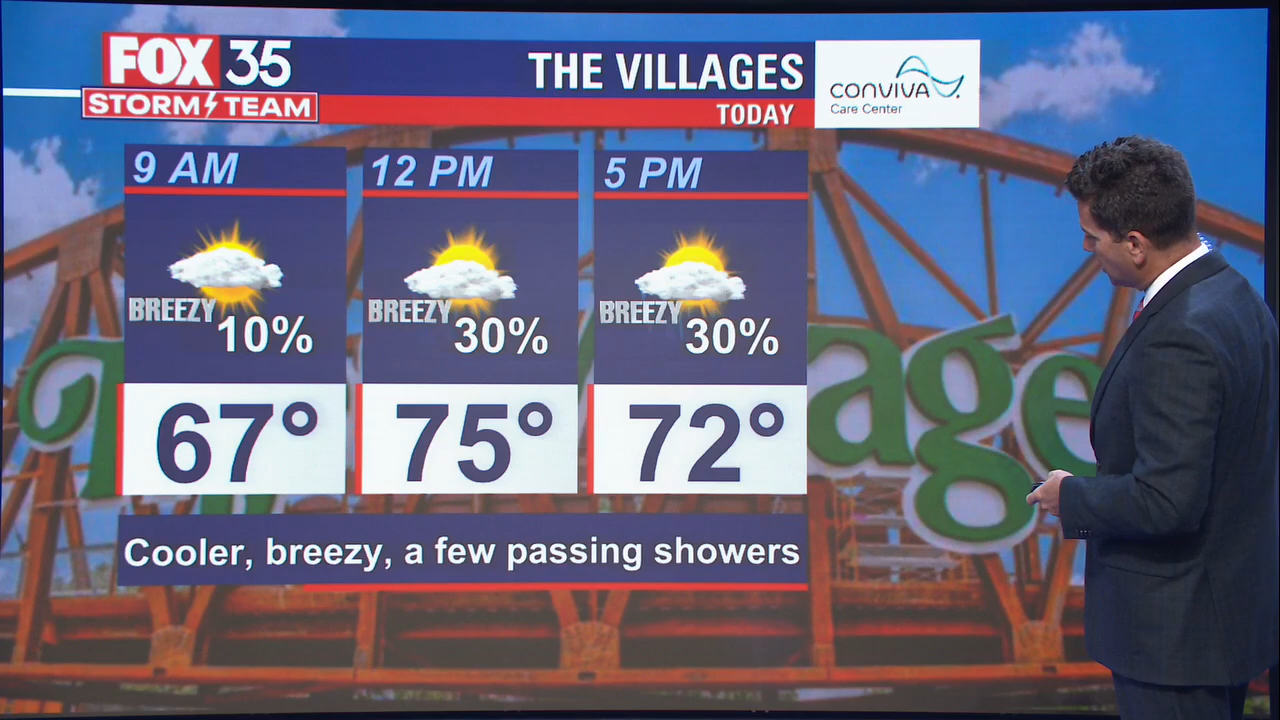 FOX 35
STORM TEAM
THE VILLAGES
TODAY
CONVIVA
Care Center
9 AM
12 PM
5 PM
BREEZY
10%
BREEZY
30%
BREEZY
30%
67°
75°
72°
Cooler, breezy, a few passing showers
age